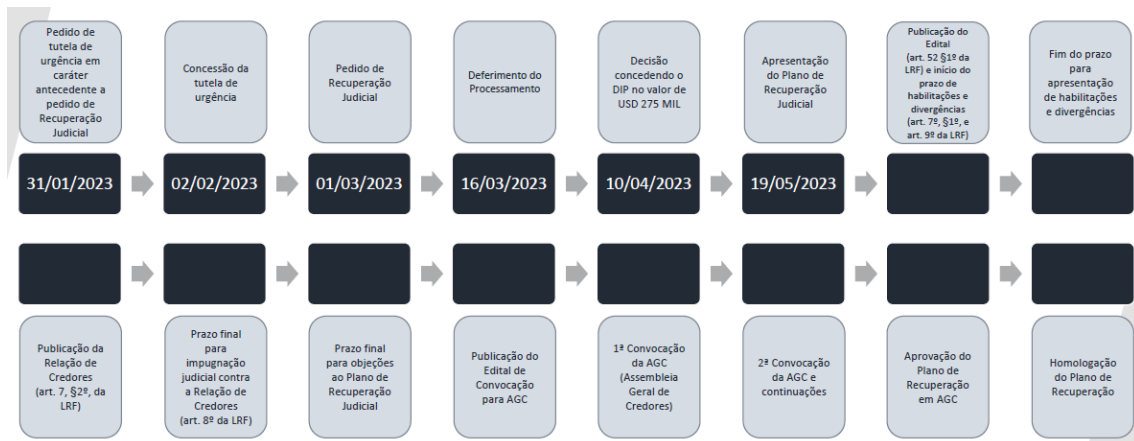 Pedido de
tutela de
urgência em
caráter
antecedente a
pedido de
Recuperação
Judicial
Concessão da
tutela de
urgência
Pedido de
Recuperação
Judicial
Deferimento do
Processamento
Decisão
concedendo o
DIP no valor de
USD 275 MIL
Apresentação
do Plano de
Recuperação
Judicial
Publicação do
Edital
(art. 52 §1º da
LRF) e início do
prazo de
habilitações e
divergências
(art. 7º, §1º, e
art. 9º da LRF)
Fim do prazo
para
apresentação
de habilitações
e divergências
31/01/2023
02/02/2023
01/03/2023
16/03/2023
10/04/2023
19/05/2023
Publicação da
Relação de
Credores
(art. 7, §2º, da
LRF)
Prazo final
para
impugnação
judicial contra
a Relação de
Credores
(art. 8º da LRF)
Prazo final
para objeções
ao Plano de
Recuperação
Judicial
Publicação do
Edital de
Convocação
para AGC
1ª Convocação
da AGC
(Assembleia
Geral de
Credores)
2ª Convocação
da AGC e
continuações
Aprovação do
Plano de
Recuperação
em AGC
Homologação
do Plano de
Recuperação